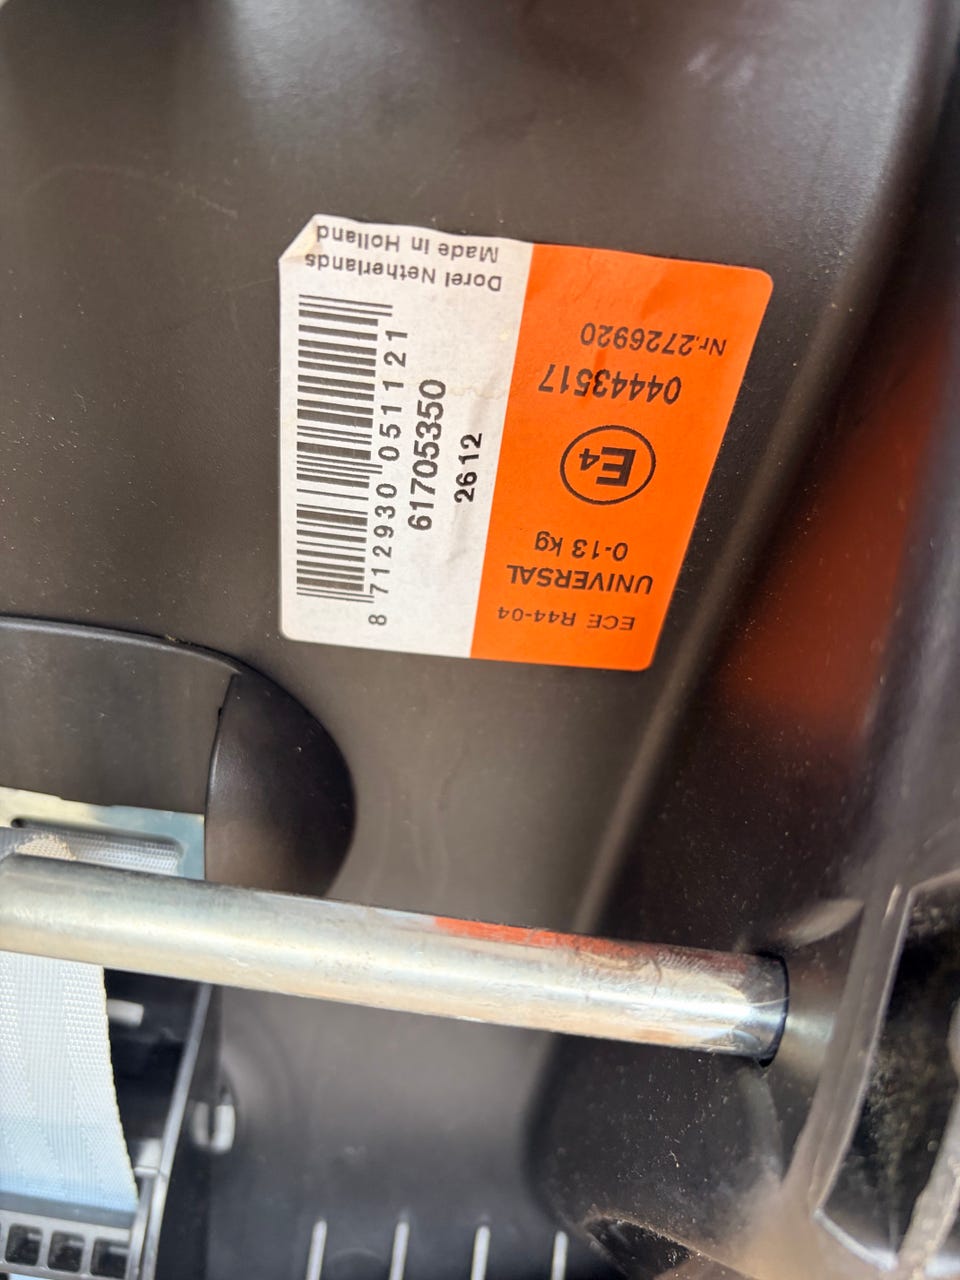 ECE R44-04
UNIVERSAL
0-13 kg
E4
04443517
Nr.2726920
Dorel Netherlands
Made in Holland
8 712930 051121
61705350
2612